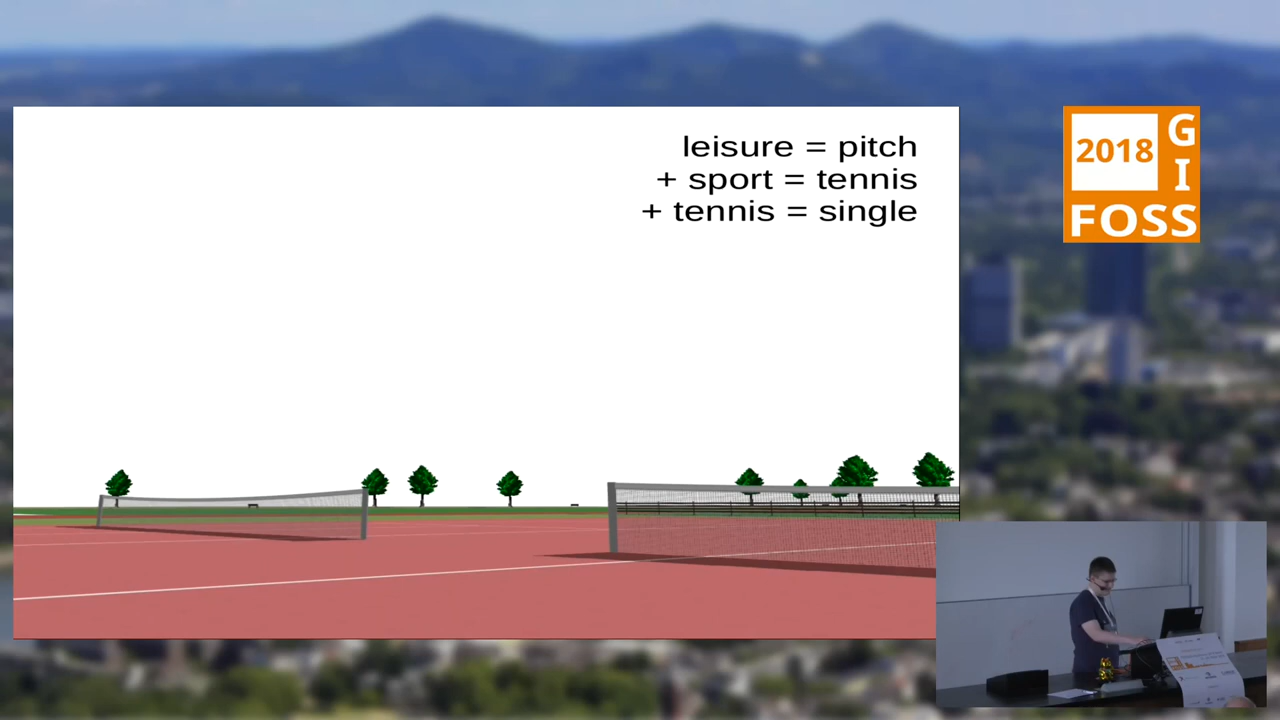 leisure = pitch
+ sport = tennis
+ tennis = single
2018
G
I
FOSS